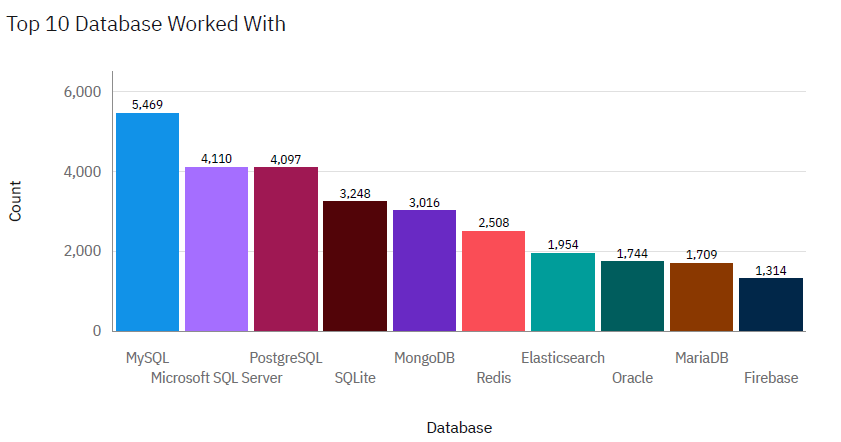 Top 10 Database Worked With
6,000
4,000
2,000
0
Count
5,469
4,110
4,097
3,248
3,016
2,508
1,954
1,744
1,709
1,314
MySQL
Microsoft SQL Server
PostgreSQL
SQLite
MongoDB
Redis
Elasticsearch
Oracle
MariaDB
Firebase
Database